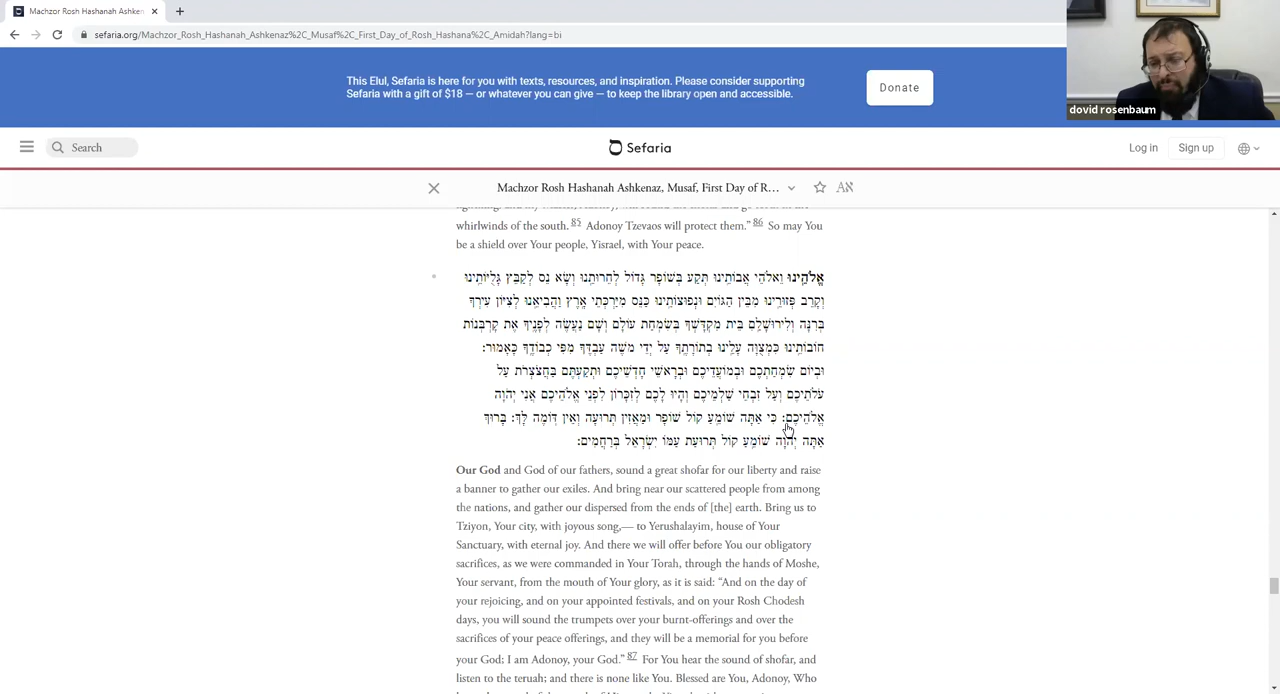 Machzor Rosh Hashanah Ashken
sefaria.org/Machzor_Rosh_Hashanah_Ashkenaz%2C_Musaf%2C_First_Day_of_Rosh_Hashanah%2C_Amidah?lang=bi
This Elul, Sefaria is here for you with texts, resources, and inspiration. Please consider supporting
Sefaria with a gift of $18 — or whatever you can give — to keep the library open and accessible.
Donate
dovid rosenbaum
Search
Sefaria
Log in
Sign up
Machzor Rosh Hashanah Ashkenaz, Musaf, First Day of R...
whirlwinds of the south. 85 Adonoy Tzevaos will protect them.” 86 So may You
be a shield over Your people, Yisrael, with Your peace.
אֱלֹהֵֽינוּ וֵאלֹהֵי אֲבוֹתֵֽינוּ תְּקַע בְּשׁוֹפָר גָּדוֹל לְחֵרוּתֵֽנוּ וְשָׂא נֵס לְקַבֵּץ גָּלֻיּוֹתֵֽינוּ
וְקָרֵב פְּזוּרֵֽינוּ מִבֵּין הַגּוֹיִם וּנְפוּצוֹתֵֽינוּ כַּנֵּס מִיַּרְכְּתֵי אָֽרֶץ וַהֲבִיאֵֽנוּ לְצִיּוֹן עִירְךָ
בְּרִנָּה וְלִירוּשָׁלַֽיִם בֵּית מִקְדָּשְׁךָ בְּשִׂמְחַת עוֹלָם וְשָׁם נַעֲשֶׂה לְפָנֶֽיךָ אֶת קָרְבְּנוֹת
חוֹבוֹתֵֽינוּ כִּמְצֻוָּה עָלֵֽינוּ בְּתוֹרָתֶֽךָ עַל יְדֵי משֶׁה עַבְדֶּךָ מִפִּי כְבוֹדֶֽךָ כָּאָמוּר:
וּבְיוֹם שִׂמְחַתְכֶם וּבְמוֹעֲדֵיכֶם וּבְרָאשֵׁי חָדְשֵׁיכֶם וּתְקַעְתֶּם בַּחֲצֹצְרֹת עַל
עֹלֹתֵיכֶם וְעַל זִבְחֵי שַׁלְמֵיכֶם וְהָיוּ לָכֶם לְזִכָּרוֹן לִפְנֵי אֱלֹהֵיכֶם אֲנִי יְהֹוָה
אֱלֹהֵיכֶם: כִּי אַתָּה שׁוֹמֵֽעַ קוֹל שׁוֹפָר וּמַאֲזִין תְּרוּעָה וְאֵין דּֽוֹמֶה לָּךְ: בָּרוּךְ
אַתָּה יְהֹוָה שׁוֹמֵֽעַ קוֹל תְּרוּעַת עַמּוֹ יִשְׂרָאֵל בְּרַחֲמִים:
Our God and God of our fathers, sound a great shofar for our liberty and raise
a banner to gather our exiles. And bring near our scattered people from among
the nations, and gather our dispersed from the ends of [the] earth. Bring us to
Tziyon, Your city, with joyous song,— to Yerushalayim, house of Your
Sanctuary, with eternal joy. And there we will offer before You our obligatory
sacrifices, as we were commanded in Your Torah, through the hands of Moshe,
Your servant, from the mouth of Your glory, as it is said: “And on the day of
your rejoicing, and on your appointed festivals, and on your Rosh Chodesh
days, you will sound the trumpets over your burnt-offerings and over the
sacrifices of your peace offerings, and they will be a memorial for you before
your God; I am Adonoy, your God.” 87 For You hear the sound of shofar, and
listen to the teruah; and there is none like You. Blessed are You, Adonoy, Who